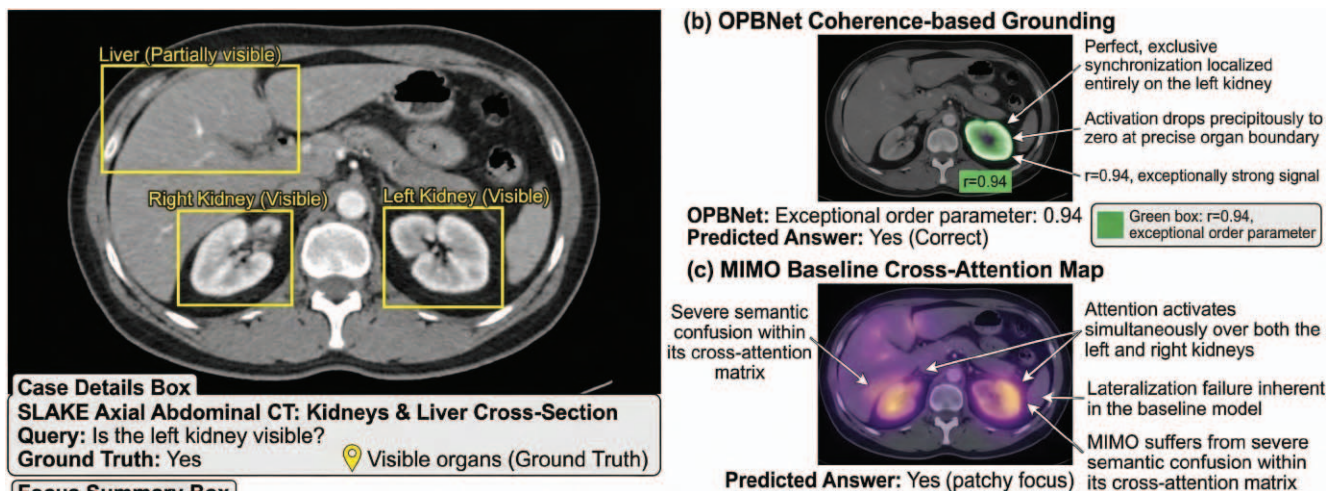 Liver (Partially visible)
Right Kidney (Visible)
Left Kidney (Visible)
Case Details Box
SLAKE Axial Abdominal CT: Kidneys & Liver Cross-Section
Query: Is the left kidney visible?
Ground Truth: Yes
Visible organs (Ground Truth)
Focus Summary Box
(b) OPBNet Coherence-based Grounding
Perfect, exclusive
synchronization localized
entirely on the left kidney
Activation drops precipitously to
zero at precise organ boundary
r=0.94, exceptionally strong signal
r=0.94
OPBNet: Exceptional order parameter: 0.94
Predicted Answer: Yes (Correct)
Green box: r=0.94,
exceptional order parameter
(c) MIMO Baseline Cross-Attention Map
Severe semantic
confusion within
its cross-attention
matrix
Attention activates
simultaneously over both the
left and right kidneys
Lateralization failure inherent
in the baseline model
MIMO suffers from severe
semantic confusion within
its cross-attention matrix
Predicted Answer: Yes (patchy focus)